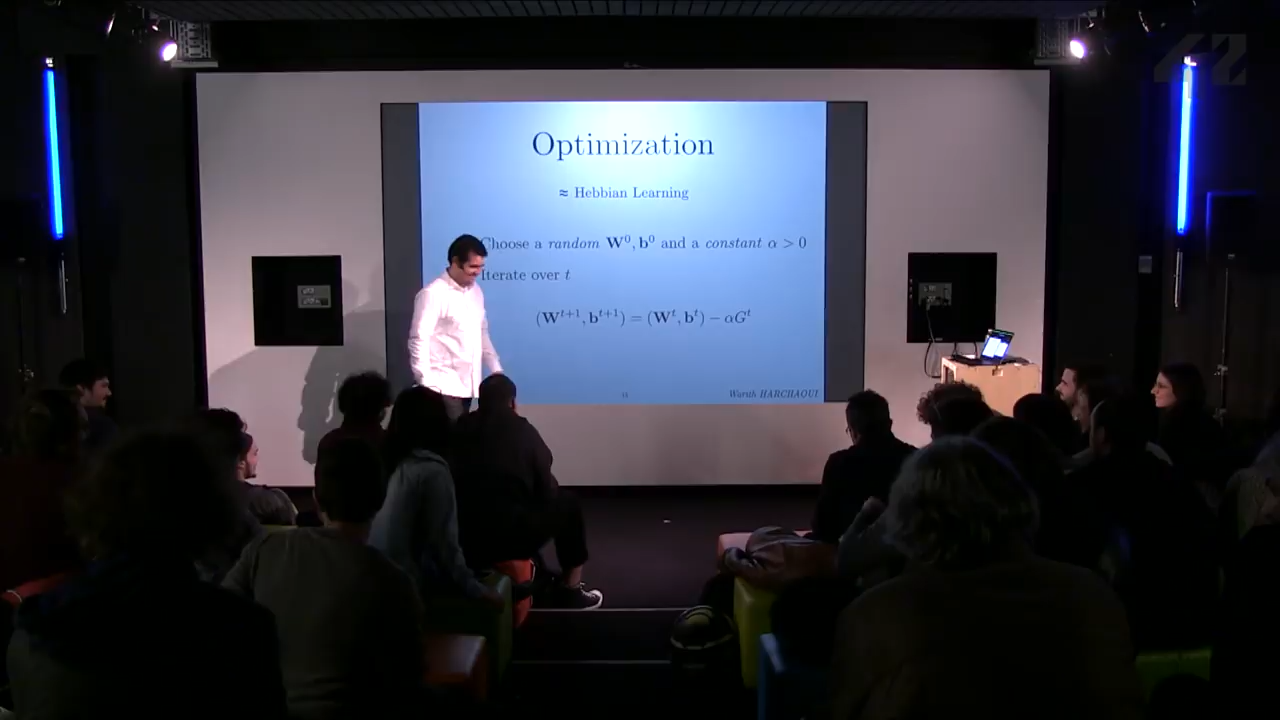 42
Optimization
≈ Hebbian Learning
Choose a random W⁰, b⁰ and a constant α > 0
Iterate over t
(Wᵗ⁺¹, bᵗ⁺¹) = (Wᵗ, bᵗ) − αGᵗ
Warith HARCHAOUI